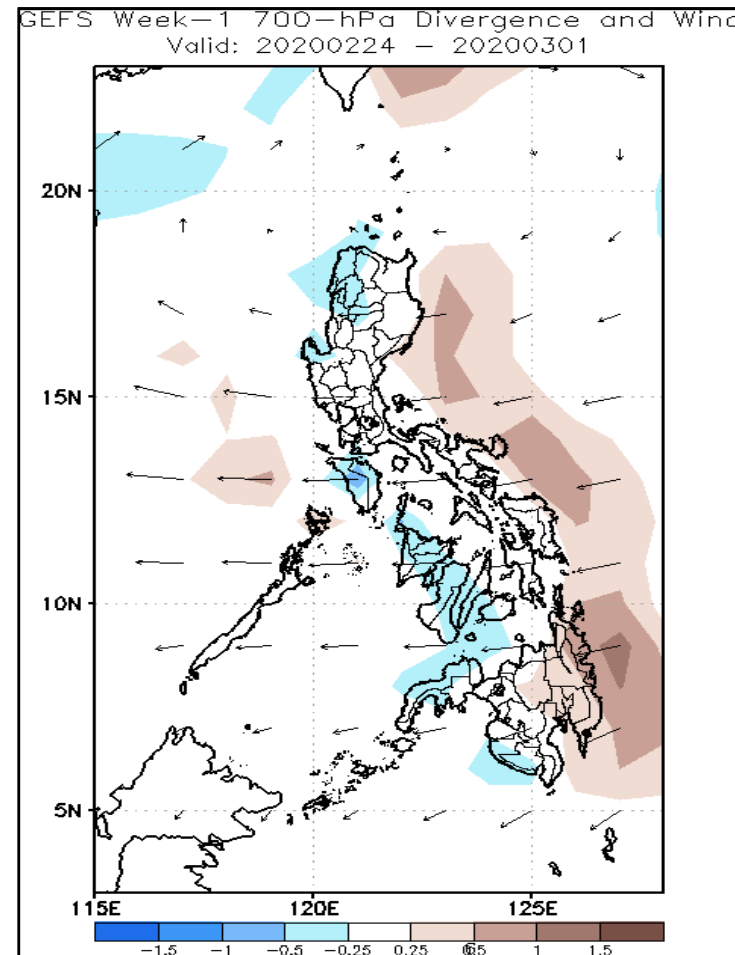 GEFS Week-1 700-hPa Divergence and Wind
Valid: 20200224 - 20200301
20N
15N
10N
5N
115E 120E 125E
-1.5 -1 -0.5 -0.25 0.25 1 1.5